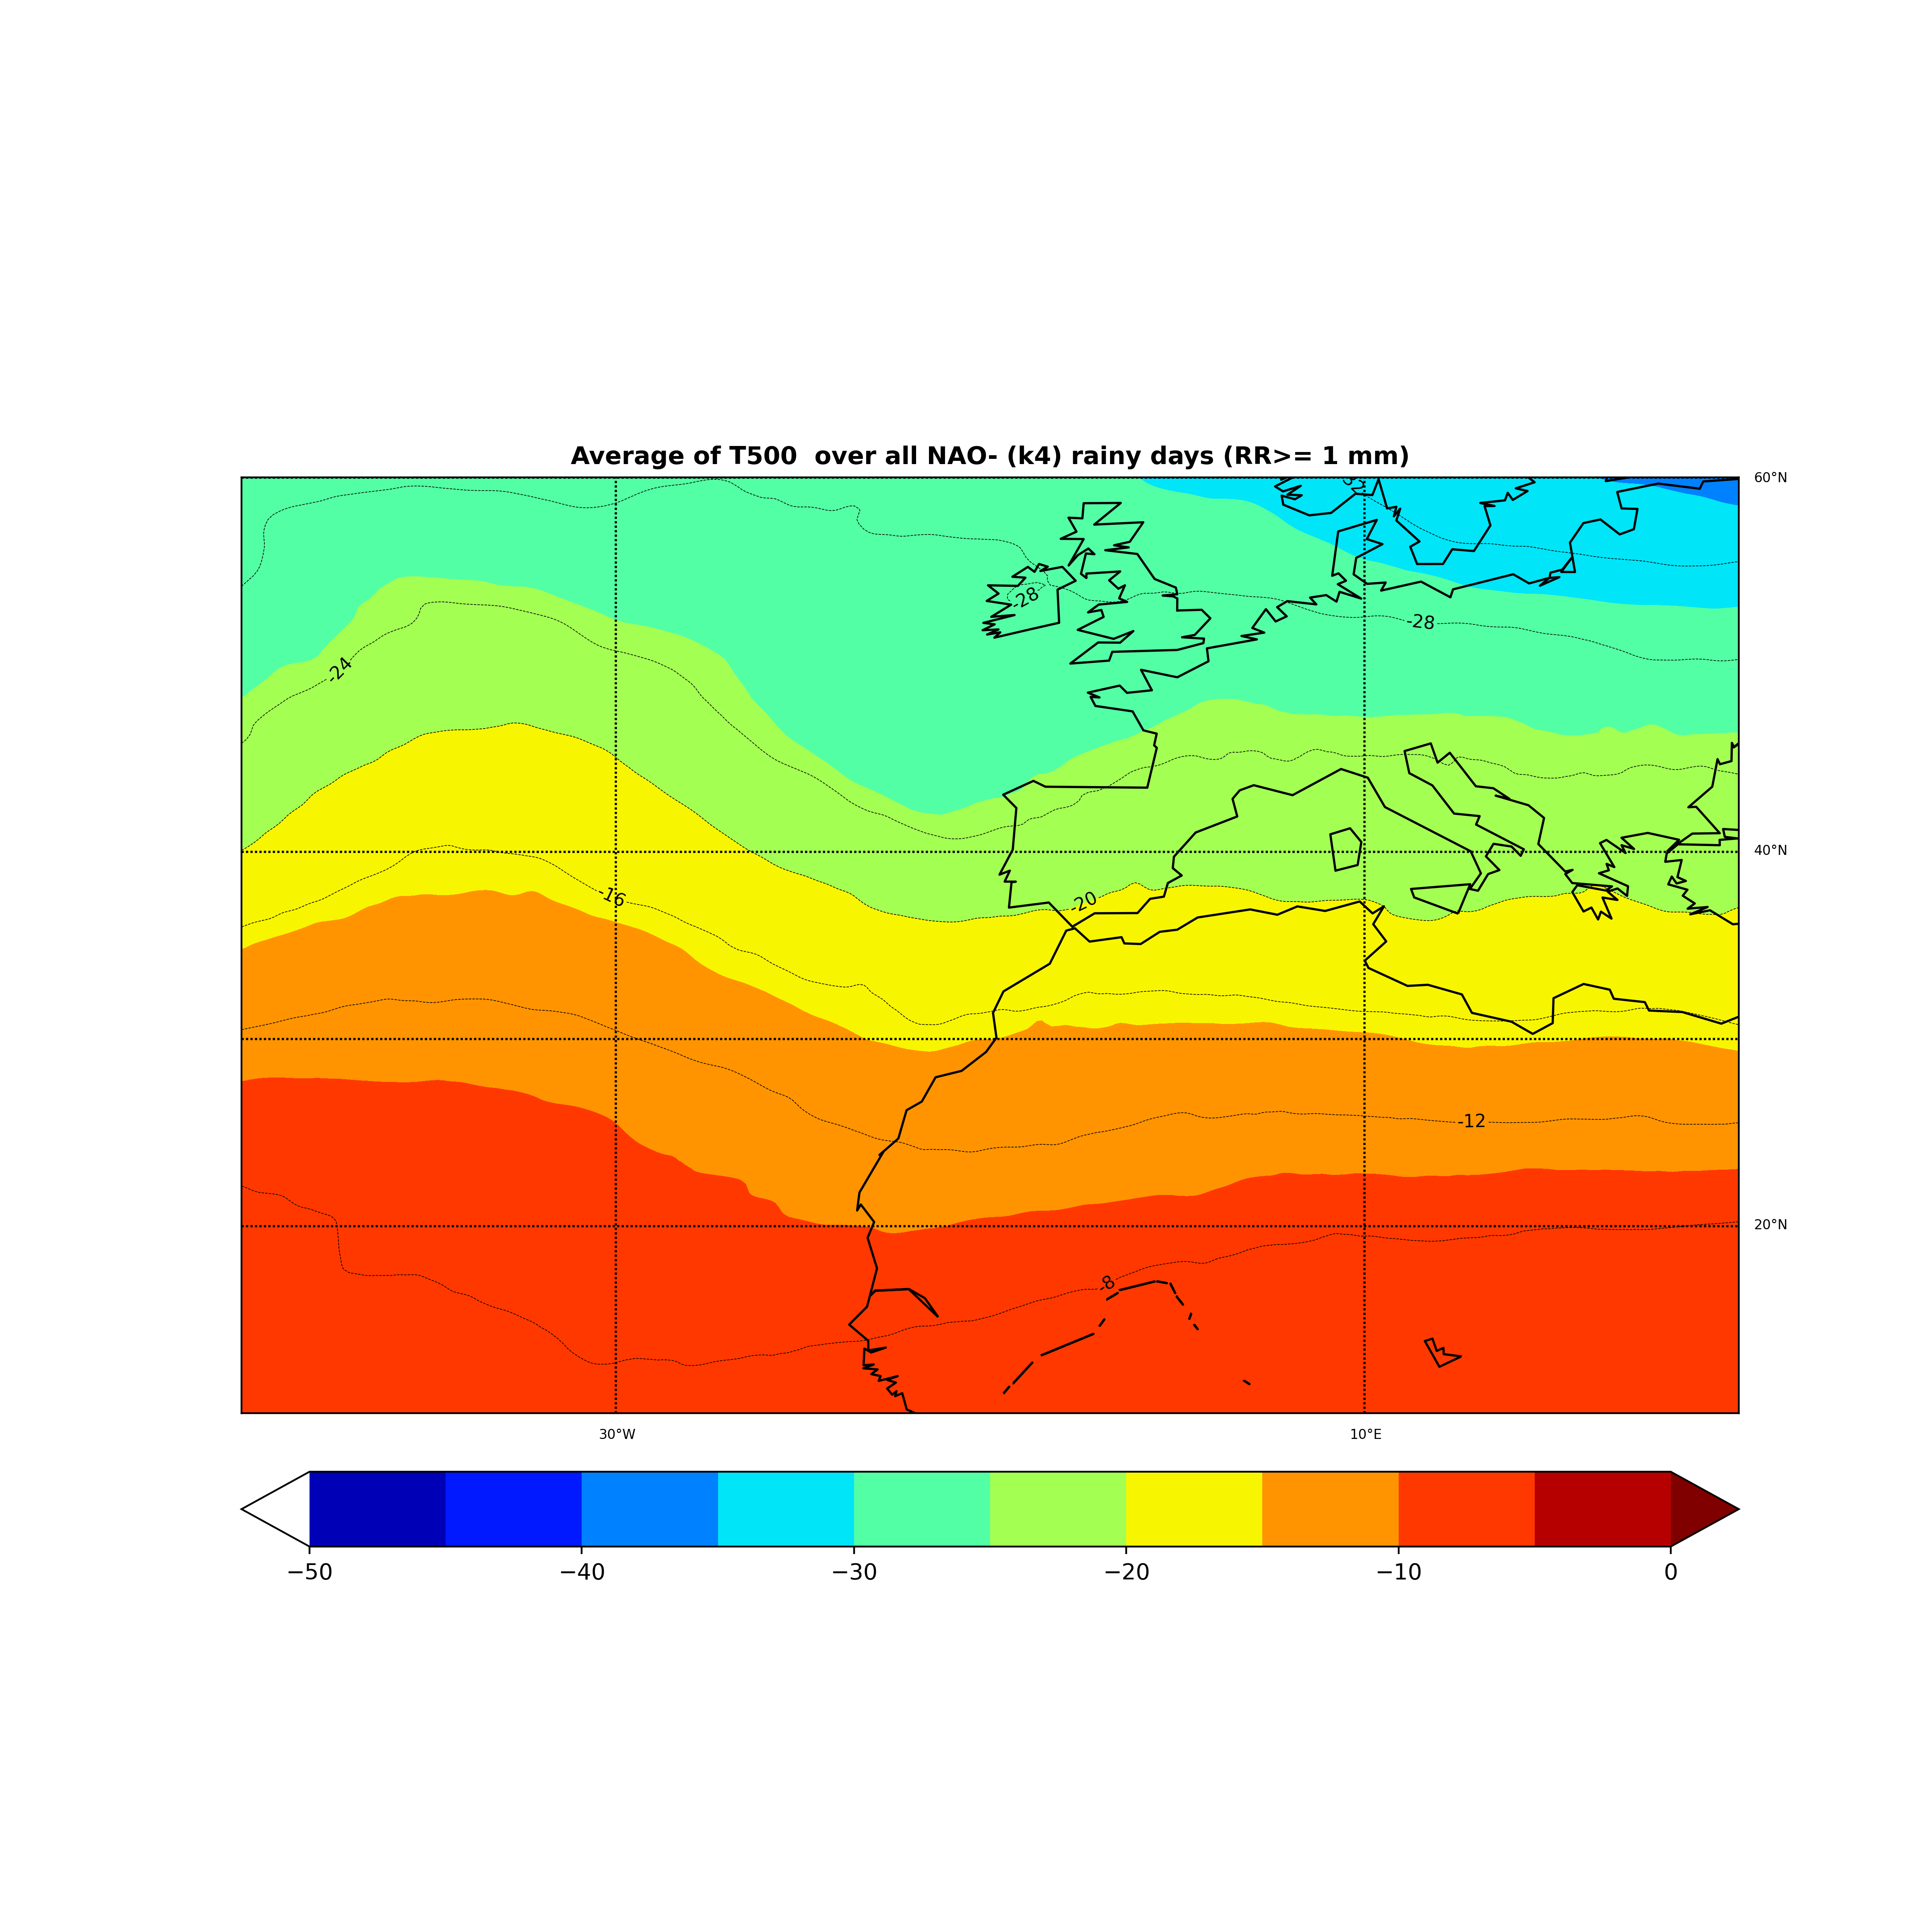 Average of T500  over all NAO- (k4) rainy days (RR>= 1 mm)
60°N
-28
-28
-24
40°N
-16
-20
-12
20°N
-8
30°W
10°E
−50
−40
−30
−20
−10
0